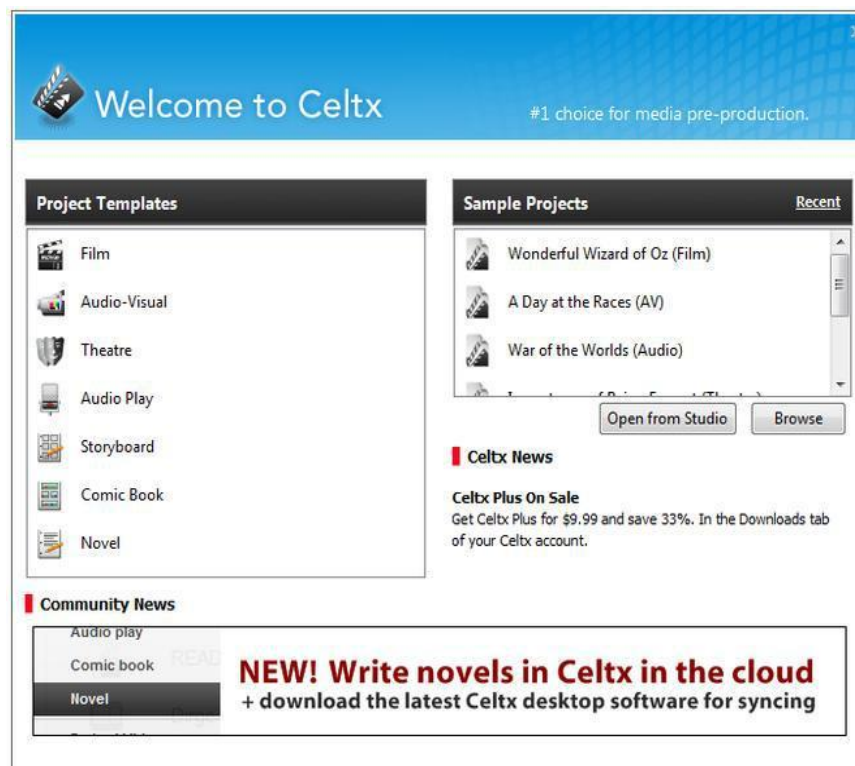 Welcome to Celtx
#1 choice for media pre-production.
Project Templates
Film
Audio-Visual
Theatre
Audio Play
Storyboard
Comic Book
Novel
Sample Projects
Recent
Wonderful Wizard of Oz (Film)
A Day at the Races (AV)
War of the Worlds (Audio)
Open from Studio
Browse
Celtx News
Celtx Plus On Sale
Get Celtx Plus for $9.99 and save 33%. In the Downloads tab
of your Celtx account.
Community News
Audio play
Comic book
READ
Novel
NEW! Write novels in Celtx in the cloud
+ download the latest Celtx desktop software for syncing